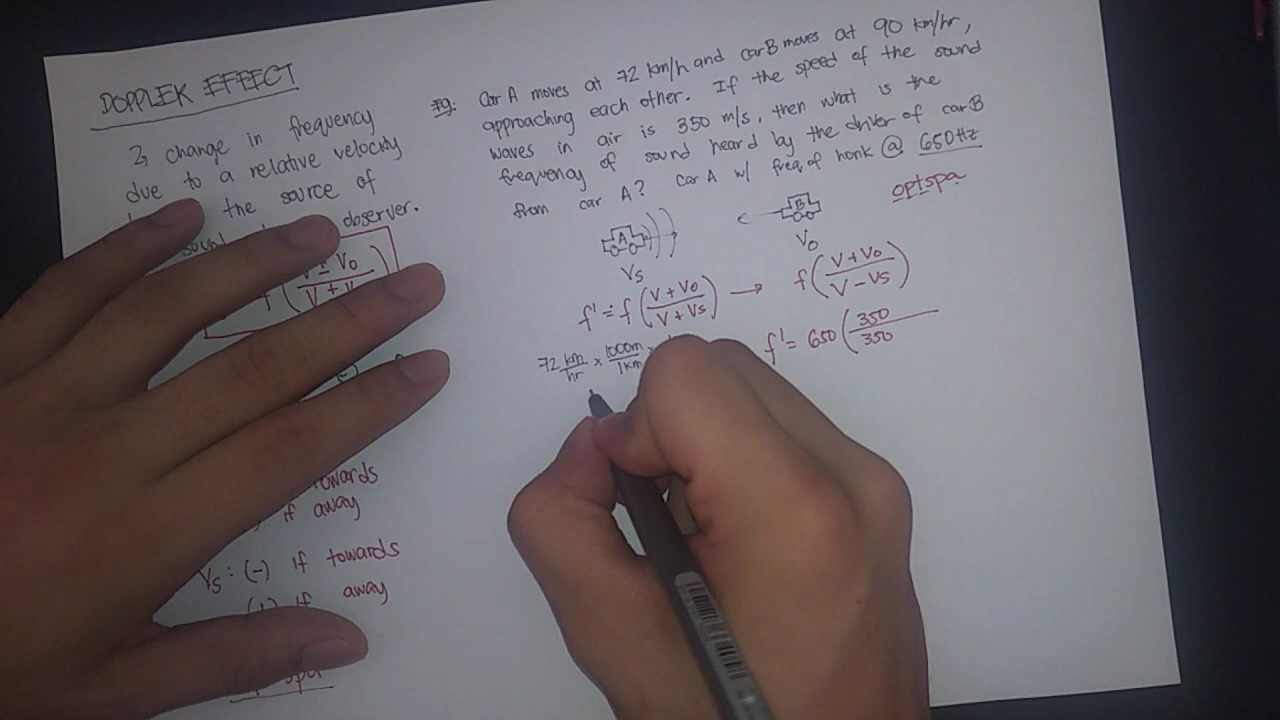 DOPPLER EFFECT
↳ change in frequency
due to a relative velocity
the source of
observer.
f (V ± Vo / V ∓ V
owards
if away
Vs : (-) if towards
if away
Eg: Car A moves at 72 km/h and car B moves at 90 km/hr,
approaching each other. If the speed of the sound
waves in air is 350 m/s, then what is the
frequency of sound heard by the driver of car B
from car A? Car A w/ freq. of honk @ 650 Hz
optspa
A
B
Vs
Vo
f' = f (V + Vo / V + Vs) → f (V + Vo / V - Vs)
72 km/hr × 1000m/1km ×
f' = 650 (350 / 350